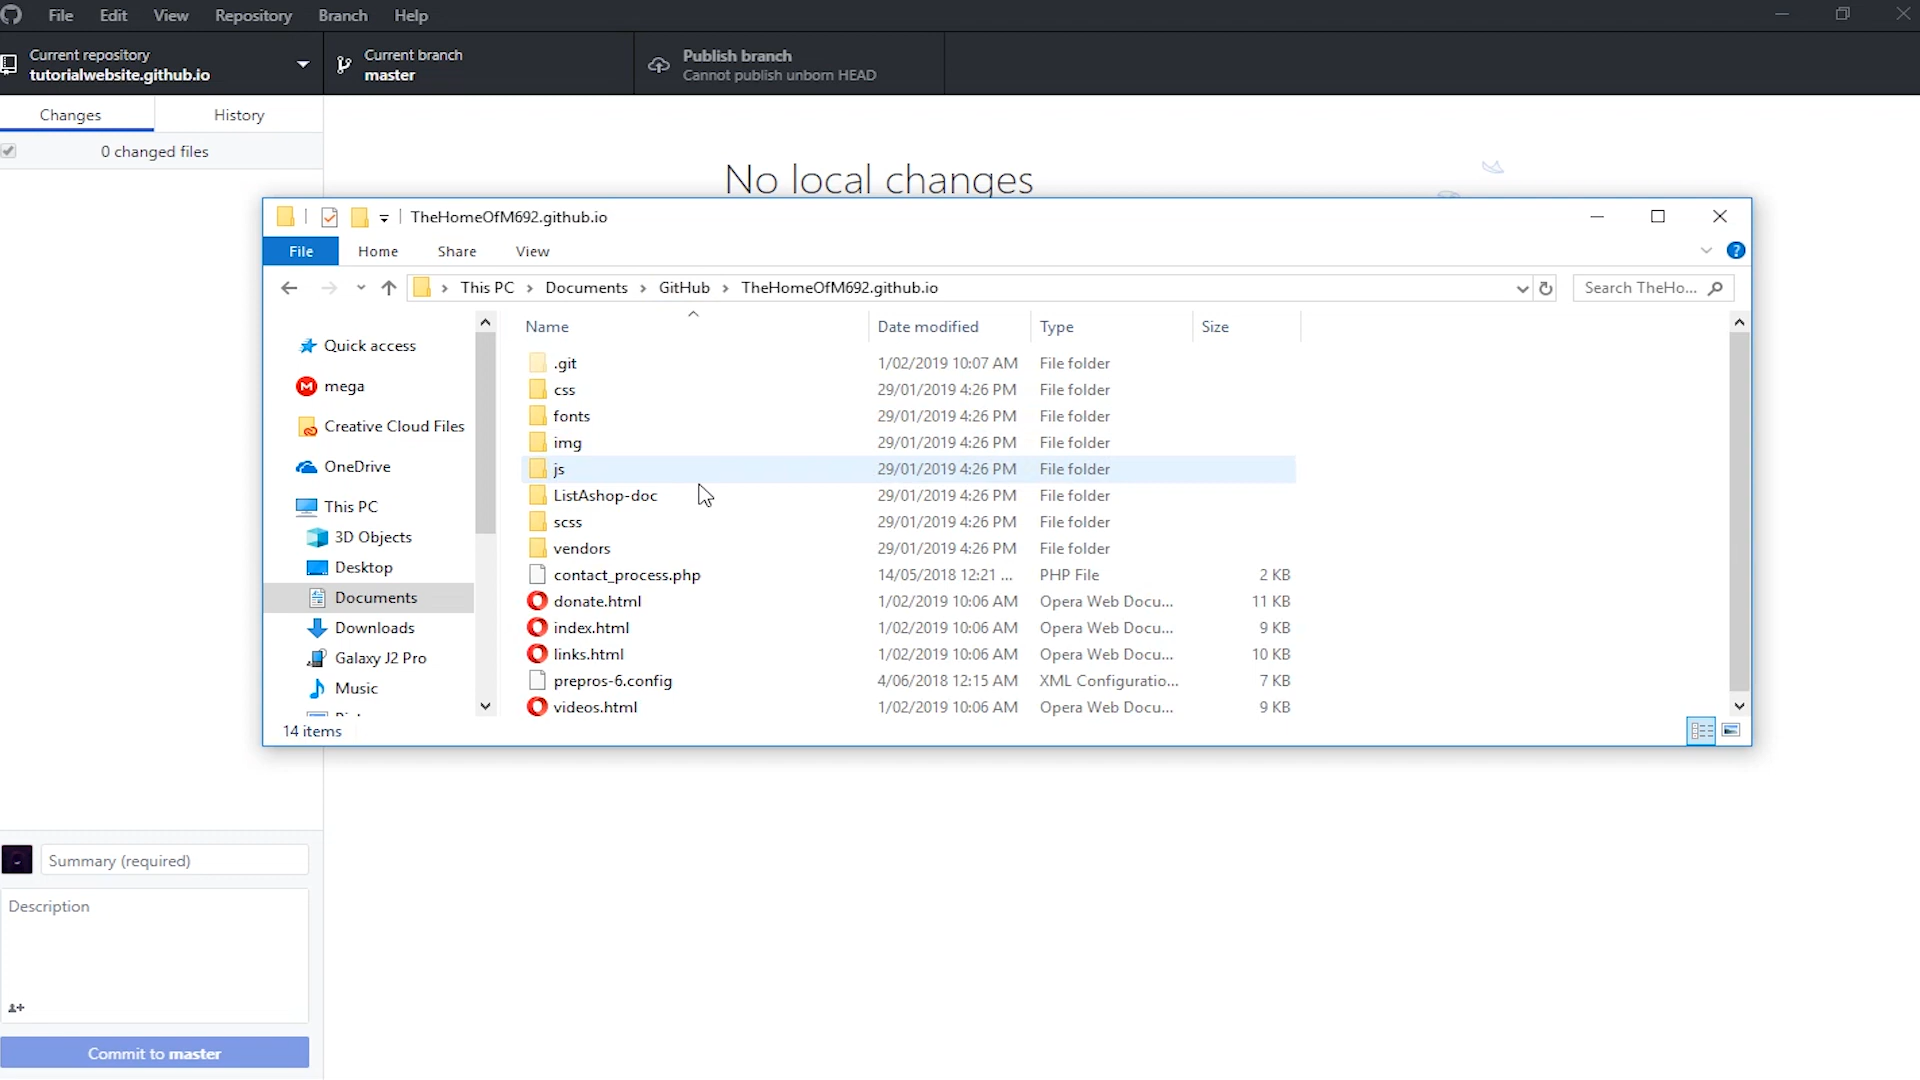 File Edit View Repository Branch Help
Current repository
tutorialwebsite.github.io
Current branch
master
Publish branch
Cannot publish unborn HEAD
Changes History
0 changed files
No local changes
TheHomeOfM692.github.io
File Home Share View
This PC > Documents > GitHub > TheHomeOfM692.github.io
Search TheHo...
Name Date modified Type Size
Quick access
mega
Creative Cloud Files
OneDrive
This PC
3D Objects
Desktop
Documents
Downloads
Galaxy J2 Pro
Music
.git 1/02/2019 10:07 AM File folder
css 29/01/2019 4:26 PM File folder
fonts 29/01/2019 4:26 PM File folder
img 29/01/2019 4:26 PM File folder
js 29/01/2019 4:26 PM File folder
ListAshop-doc 29/01/2019 4:26 PM File folder
scss 29/01/2019 4:26 PM File folder
vendors 29/01/2019 4:26 PM File folder
contact_process.php 14/05/2018 12:21 ... PHP File 2 KB
donate.html 1/02/2019 10:06 AM Opera Web Docu... 11 KB
index.html 1/02/2019 10:06 AM Opera Web Docu... 9 KB
links.html 1/02/2019 10:06 AM Opera Web Docu... 10 KB
prepros-6.config 4/06/2018 12:15 AM XML Configuratio... 7 KB
videos.html 1/02/2019 10:06 AM Opera Web Docu... 9 KB
14 items
Summary (required)
Description
Commit to master